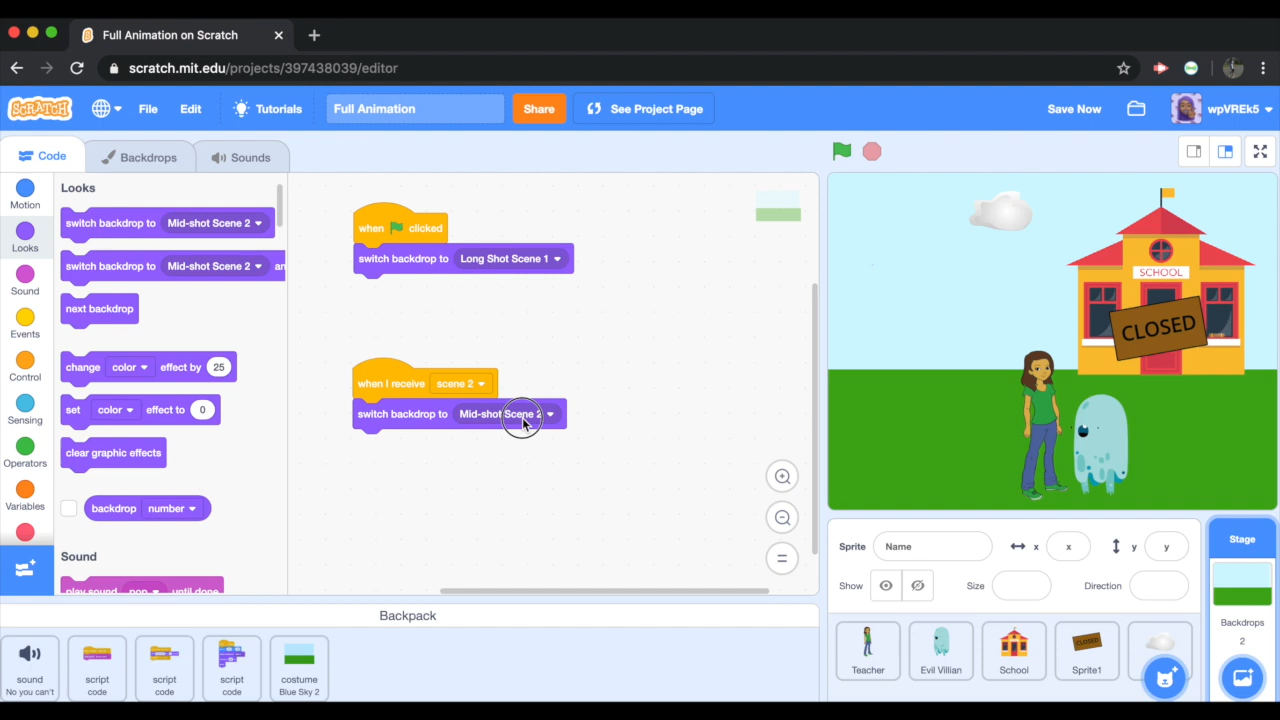 Full Animation on Scratch
scratch.mit.edu/projects/397438039/editor
SCRATCH
File
Edit
Tutorials
Full Animation
Share
See Project Page
Save Now
wpVREk5
Code
Backdrops
Sounds
Motion
Looks
Sound
Events
Control
Sensing
Operators
Variables
Looks
switch backdrop to Mid-shot Scene 2
switch backdrop to Mid-shot Scene 2 an
next backdrop
change color effect by 25
set color effect to 0
clear graphic effects
backdrop number
Sound
play sound pop until done
when clicked
switch backdrop to Long Shot Scene 1
when I receive scene 2
switch backdrop to Mid-shot Scene 2
SCHOOL
CLOSED
Sprite Name x x y y
Show Size Direction
Teacher
Evil Villian
School
Sprite1
Stage
Backdrops
2
Backpack
sound
No you can't
script
code
script
code
script
code
costume
Blue Sky 2